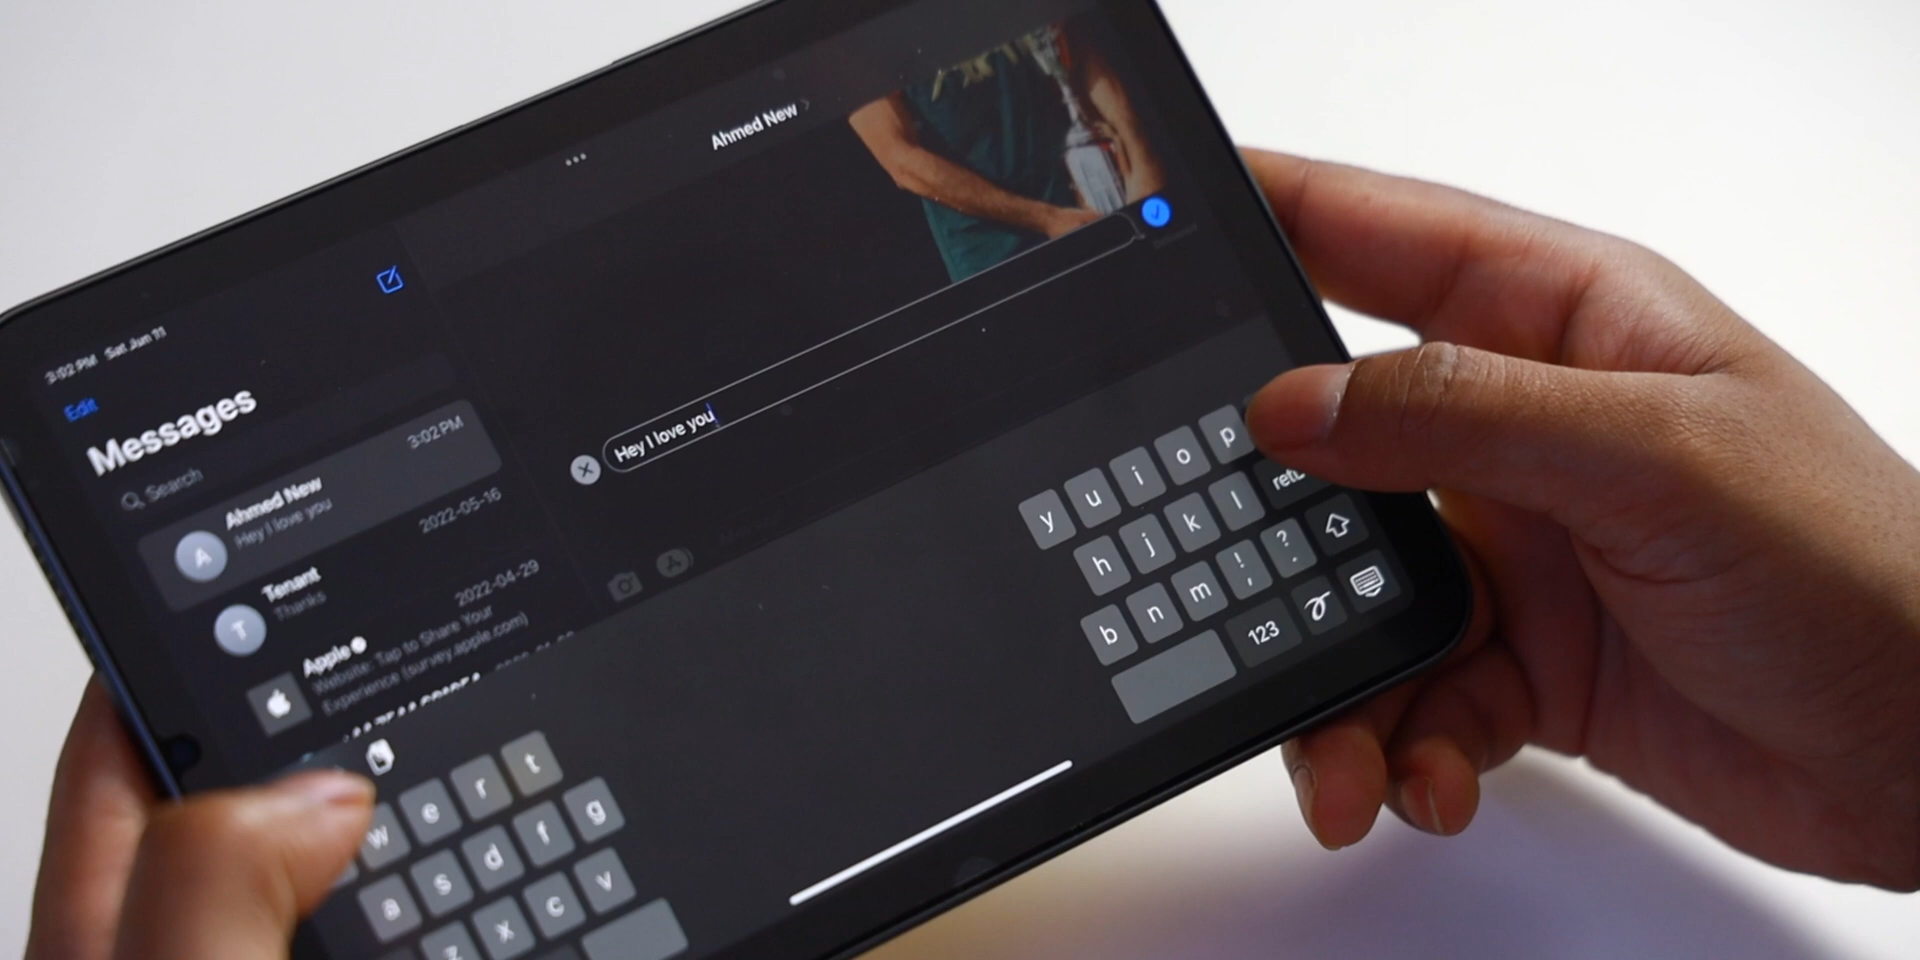 3:02 PM Sat Jun 11
Edit
Messages
Search
Ahmed New 3:02 PM
Hey I love you
Tenant 2022-05-16
Thanks
Apple 2022-04-29
Website: Tap to Share Your
Experience (survey.apple.com)
Ahmed New
Hey I love you
w e r t
a s d f g
z x c v
y u i o p
h j k l
b n m ! , ? .
123
A
T